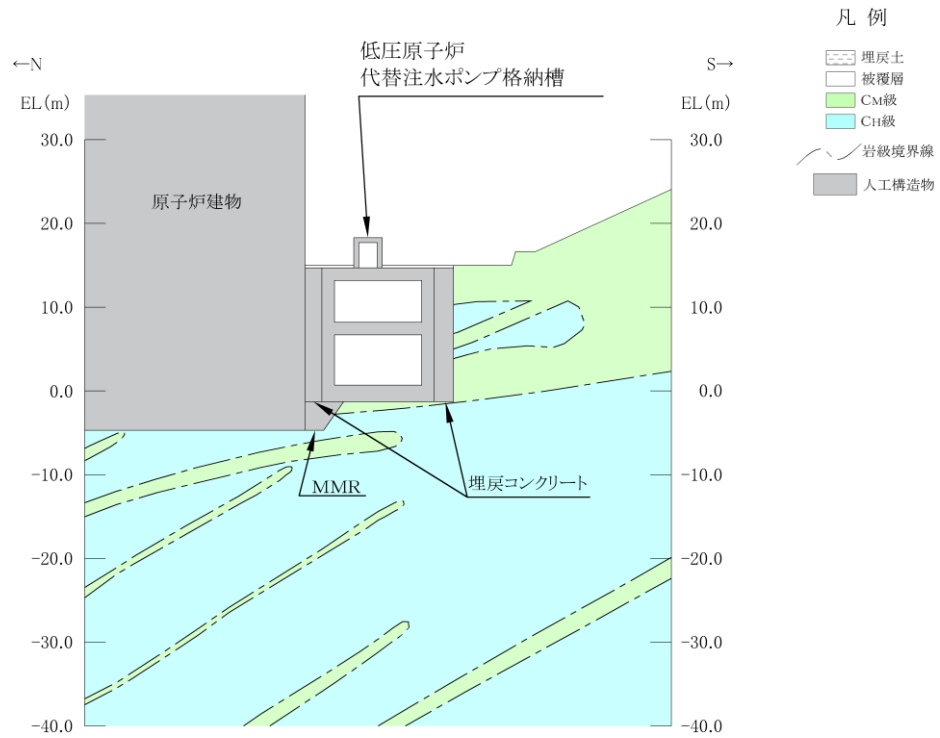 凡 例
埋戻土
被覆層
CM級
CH級
岩級境界線
人工構造物
←N
S→
低圧原子炉
代替注水ポンプ格納槽
EL(m)
EL(m)
30.0
30.0
原子炉建物
20.0
20.0
10.0
10.0
0.0
0.0
-10.0
-10.0
MMR
埋戻コンクリート
-20.0
-20.0
-30.0
-30.0
-40.0
-40.0